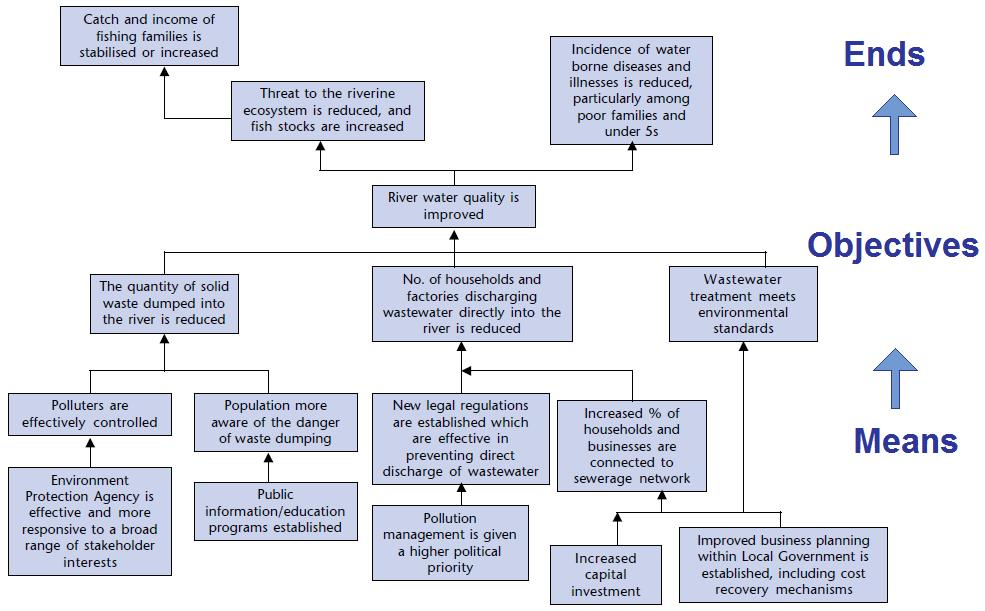 Catch and income of
fishing families is
stabilised or increased
Threat to the riverine
ecosystem is reduced, and
fish stocks are increased
Incidence of water
borne diseases and
illnesses is reduced,
particularly among
poor families and
under 5s
Ends
River water quality is
improved
Objectives
The quantity of solid
waste dumped into
the river is reduced
No. of households and
factories discharging
wastewater directly into the
river is reduced
Wastewater
treatment meets
environmental
standards
Means
Polluters are
effectively controlled
Population more
aware of the danger
of waste dumping
New legal regulations
are established which
are effective in
preventing direct
discharge of wastewater
Increased % of
households and
businesses are
connected to
sewerage network
Environment
Protection Agency is
effective and more
responsive to a broad
range of stakeholder
interests
Public
information/education
programs established
Pollution
management is given
a higher political
priority
Increased
capital
investment
Improved business planning
within Local Government is
established, including cost
recovery mechanisms